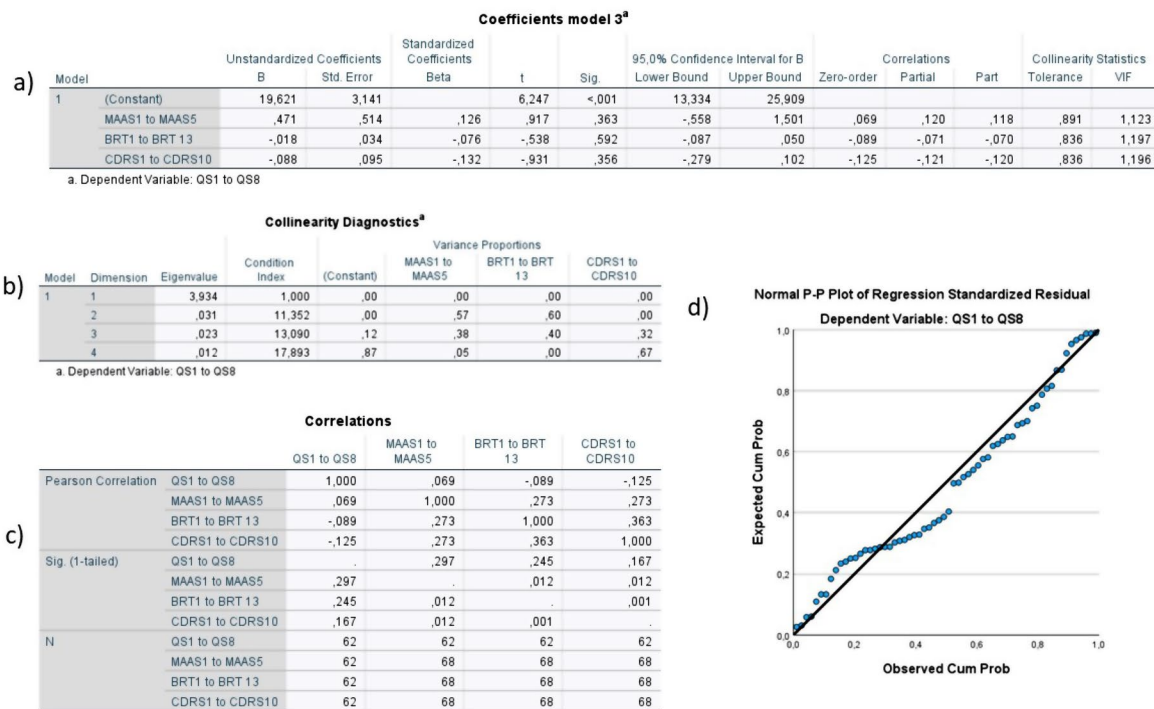 Coefficients model 3a
a)
Unstandardized Coefficients Standardized Coefficients 95,0% Confidence Interval for B Correlations Collinearity Statistics
Model B Std. Error Beta t Sig. Lower Bound Upper Bound Zero-order Partial Part Tolerance VIF
1 (Constant) 19,621 3,141 6,247 <,001 13,334 25,909
MAAS1 to MAAS5 ,471 ,514 ,126 ,917 ,363 -,558 1,501 ,069 ,120 ,118 ,891 1,123
BRT1 to BRT 13 -,018 ,034 -,076 -,538 ,592 -,087 ,050 -,089 -,071 -,070 ,836 1,197
CDRS1 to CDRS10 -,088 ,095 -,132 -,931 ,356 -,279 ,102 -,125 -,121 -,120 ,836 1,196
a. Dependent Variable: QS1 to QS8
b)
Collinearity Diagnosticsa
Variance Proportions
Model Dimension Eigenvalue Condition Index (Constant) MAAS1 to MAAS5 BRT1 to BRT 13 CDRS1 to CDRS10
1 1 3,934 1,000 ,00 ,00 ,00 ,00
2 ,031 11,352 ,00 ,57 ,60 ,00
3 ,023 13,090 ,12 ,38 ,40 ,32
4 ,012 17,893 ,87 ,05 ,00 ,67
a. Dependent Variable: QS1 to QS8
c)
Correlations
QS1 to QS8 MAAS1 to MAAS5 BRT1 to BRT 13 CDRS1 to CDRS10
Pearson Correlation QS1 to QS8 1,000 ,069 -,089 -,125
MAAS1 to MAAS5 ,069 1,000 ,273 ,273
BRT1 to BRT 13 -,089 ,273 1,000 ,363
CDRS1 to CDRS10 -,125 ,273 ,363 1,000
Sig. (1-tailed) QS1 to QS8 . ,297 ,245 ,167
MAAS1 to MAAS5 ,297 . ,012 ,012
BRT1 to BRT 13 ,245 ,012 . ,001
CDRS1 to CDRS10 ,167 ,012 ,001 .
N QS1 to QS8 62 62 62 62
MAAS1 to MAAS5 62 68 68 68
BRT1 to BRT 13 62 68 68 68
CDRS1 to CDRS10 62 68 68 68
d)
Normal P-P Plot of Regression Standardized Residual
Dependent Variable: QS1 to QS8
Expected Cum Prob
1,0
0,8
0,6
0,4
0,2
0,0
0,0 0,2 0,4 0,6 0,8 1,0
Observed Cum Prob